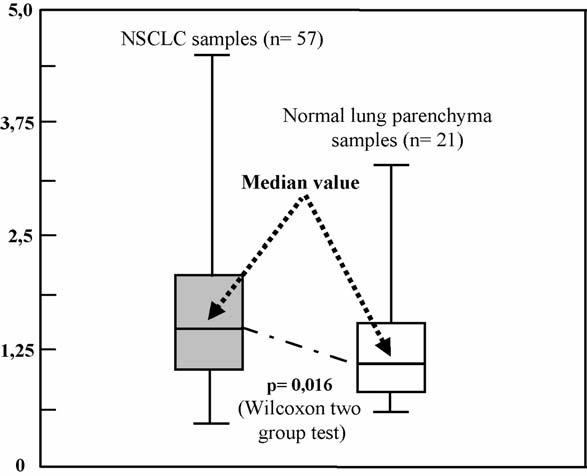 5,0
NSCLC samples (n= 57)
3,75
Normal lung parenchyma
samples (n= 21)
Median value
2,5
1,25
p= 0,016
(Wilcoxon two
group test)
0